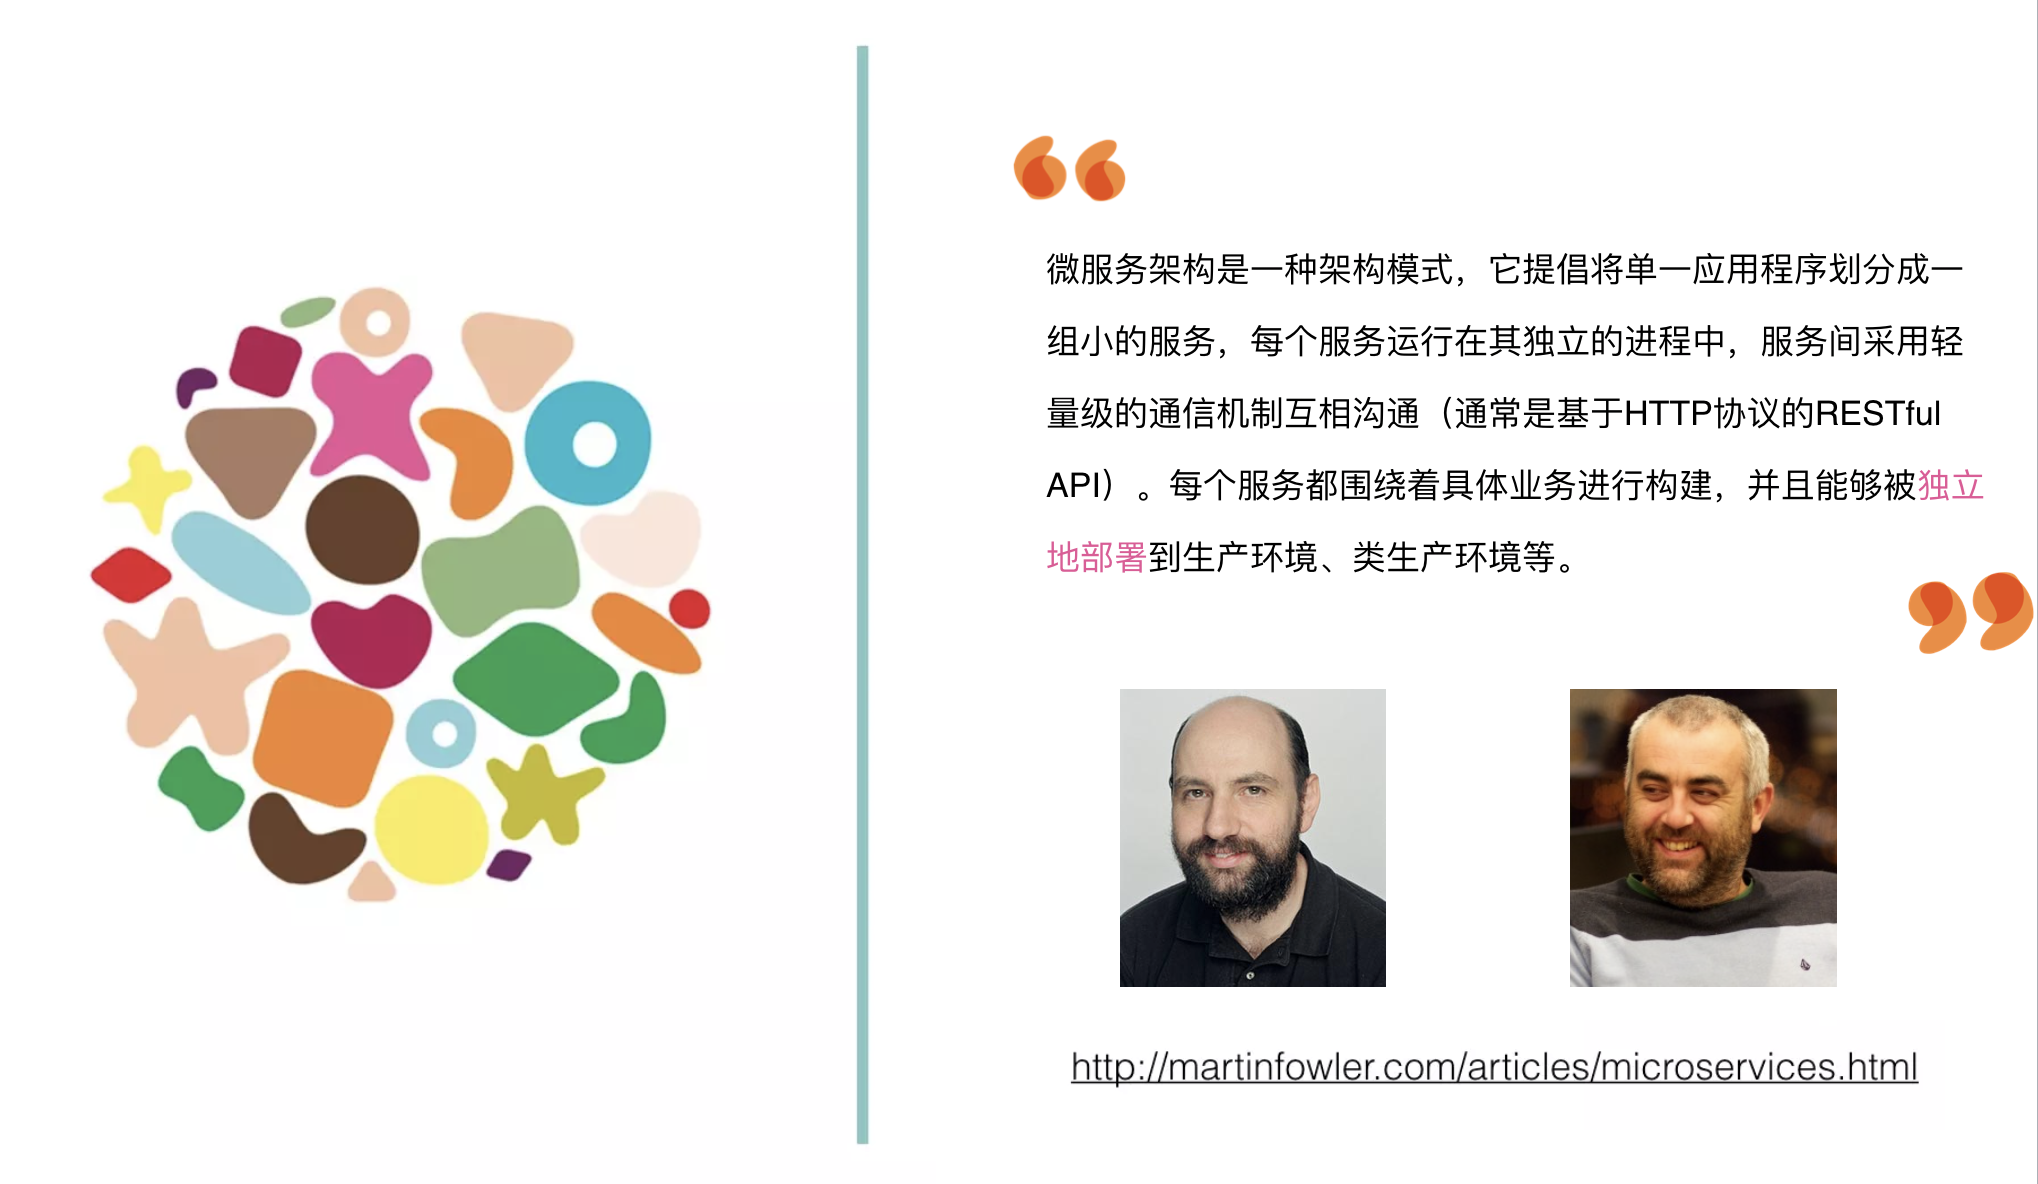 微服务架构是一种架构模式，它提倡将单一应用程序划分成一
组小的服务，每个服务运行在其独立的进程中，服务间采用轻
量级的通信机制互相沟通（通常是基于HTTP协议的RESTful
API）。每个服务都围绕着具体业务进行构建，并且能够被独立
地部署到生产环境、类生产环境等。
http://martinfowler.com/articles/microservices.html